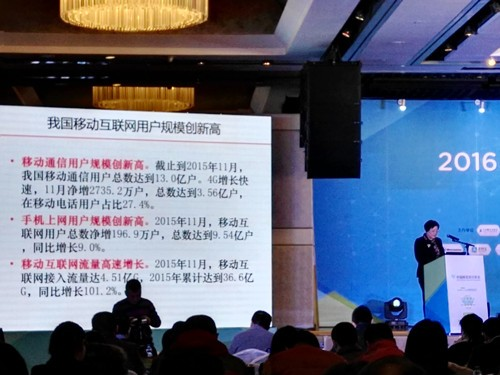 我国移动互联网用户规模创新高
• 移动通信用户规模创新高。截止到2015年11月，
我国移动通信用户总数达到13.0亿户。4G增长快
速，11月净增2735.2万户，总数达到3.56亿户，
在移动电话用户占比27.4%。
• 手机上网用户规模创新高。2015年11月，移动互
联网用户总数净增196.9万户，总数达到9.54亿
户，同比增长9.0%。
• 移动互联网流量高速增长。2015年11月，移动互
联网接入流量达4.51亿G，2015年累计达到36.6亿
G，同比增长101.2%。
2016